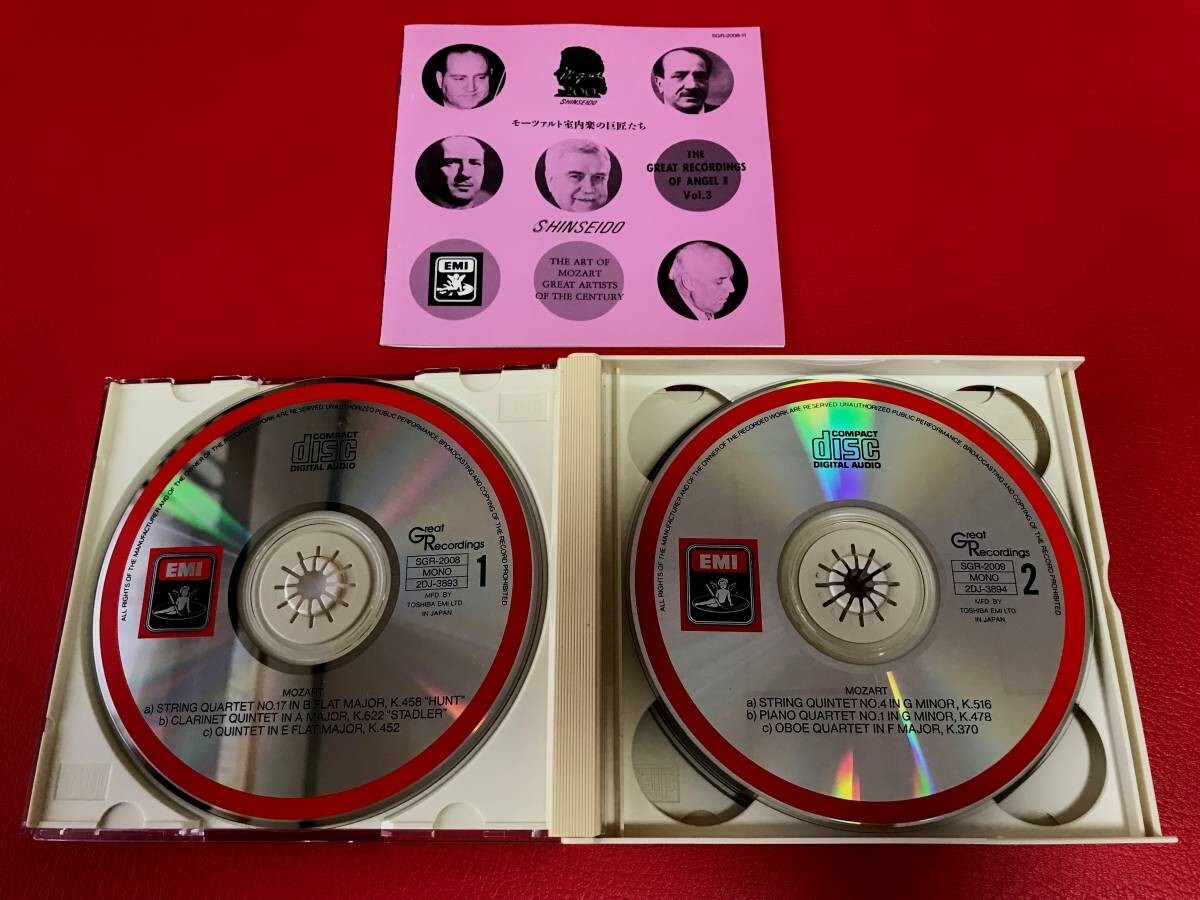 SGR-2008-11
Mozart
200
SHINSEIDO
モーツァルト室内楽の巨匠たち
THE
GREAT RECORDINGS
OF ANGEL II
Vol.3
SHINSEIDO
EMI
THE ART OF
MOZART
GREAT ARTISTS
OF THE CENTURY
ALL RIGHTS OF THE MANUFACTURER AND OF THE OWNER OF THE RECORDED WORK ARE RESERVED UNAUTHORIZED PUBLIC PERFORMANCE, BROADCASTING AND COPYING OF THE RECORD PROHIBITED
COMPACT
disc
DIGITAL AUDIO
Great
Recordings
EMI
SGR-2008
MONO
2DJ-3893
1
MFD BY
TOSHIBA EMI LTD.
IN JAPAN.
MOZART
a) STRING QUARTET NO.17 IN B FLAT MAJOR, K.458 "HUNT"
b) CLARINET QUINTET IN A MAJOR, K.622 "STADLER"
c) QUINTET IN E FLAT MAJOR, K.452
ALL RIGHTS OF THE MANUFACTURER AND OF THE OWNER OF THE RECORDED WORK ARE RESERVED UNAUTHORIZED PUBLIC PERFORMANCE, BROADCASTING AND COPYING OF THE RECORD PROHIBITED
COMPACT
disc
DIGITAL AUDIO
Great
Recordings
EMI
SGR-2009
MONO
2DJ-3894
2
MFD BY
TOSHIBA EMI LTD.
IN JAPAN.
MOZART
a) STRING QUINTET NO.4 IN G MINOR, K.516
b) PIANO QUARTET NO.1 IN G MINOR, K.478
c) OBOE QUARTET IN F MAJOR, K.370